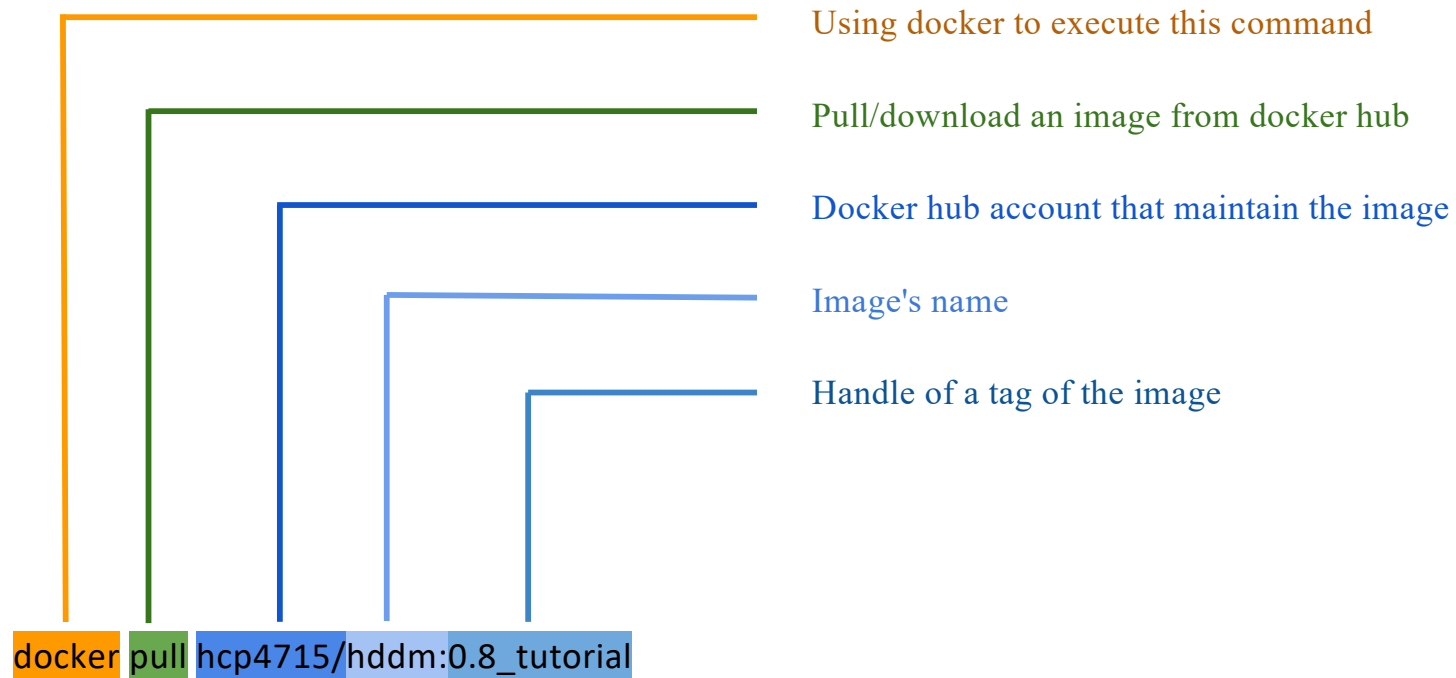 Using docker to execute this command
Pull/download an image from docker hub
Docker hub account that maintain the image
Image's name
Handle of a tag of the image
docker pull hcp4715/hddm:0.8_tutorial